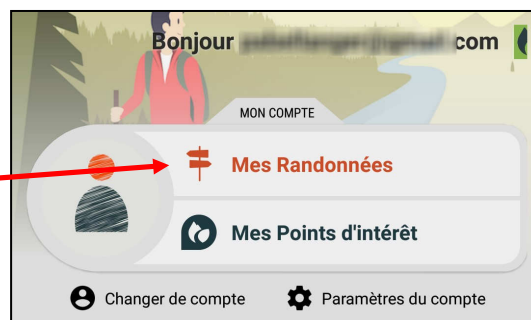 Bonjour com
MON COMPTE
Mes Randonnées
Mes Points d'intérêt
Changer de compte Paramètres du compte